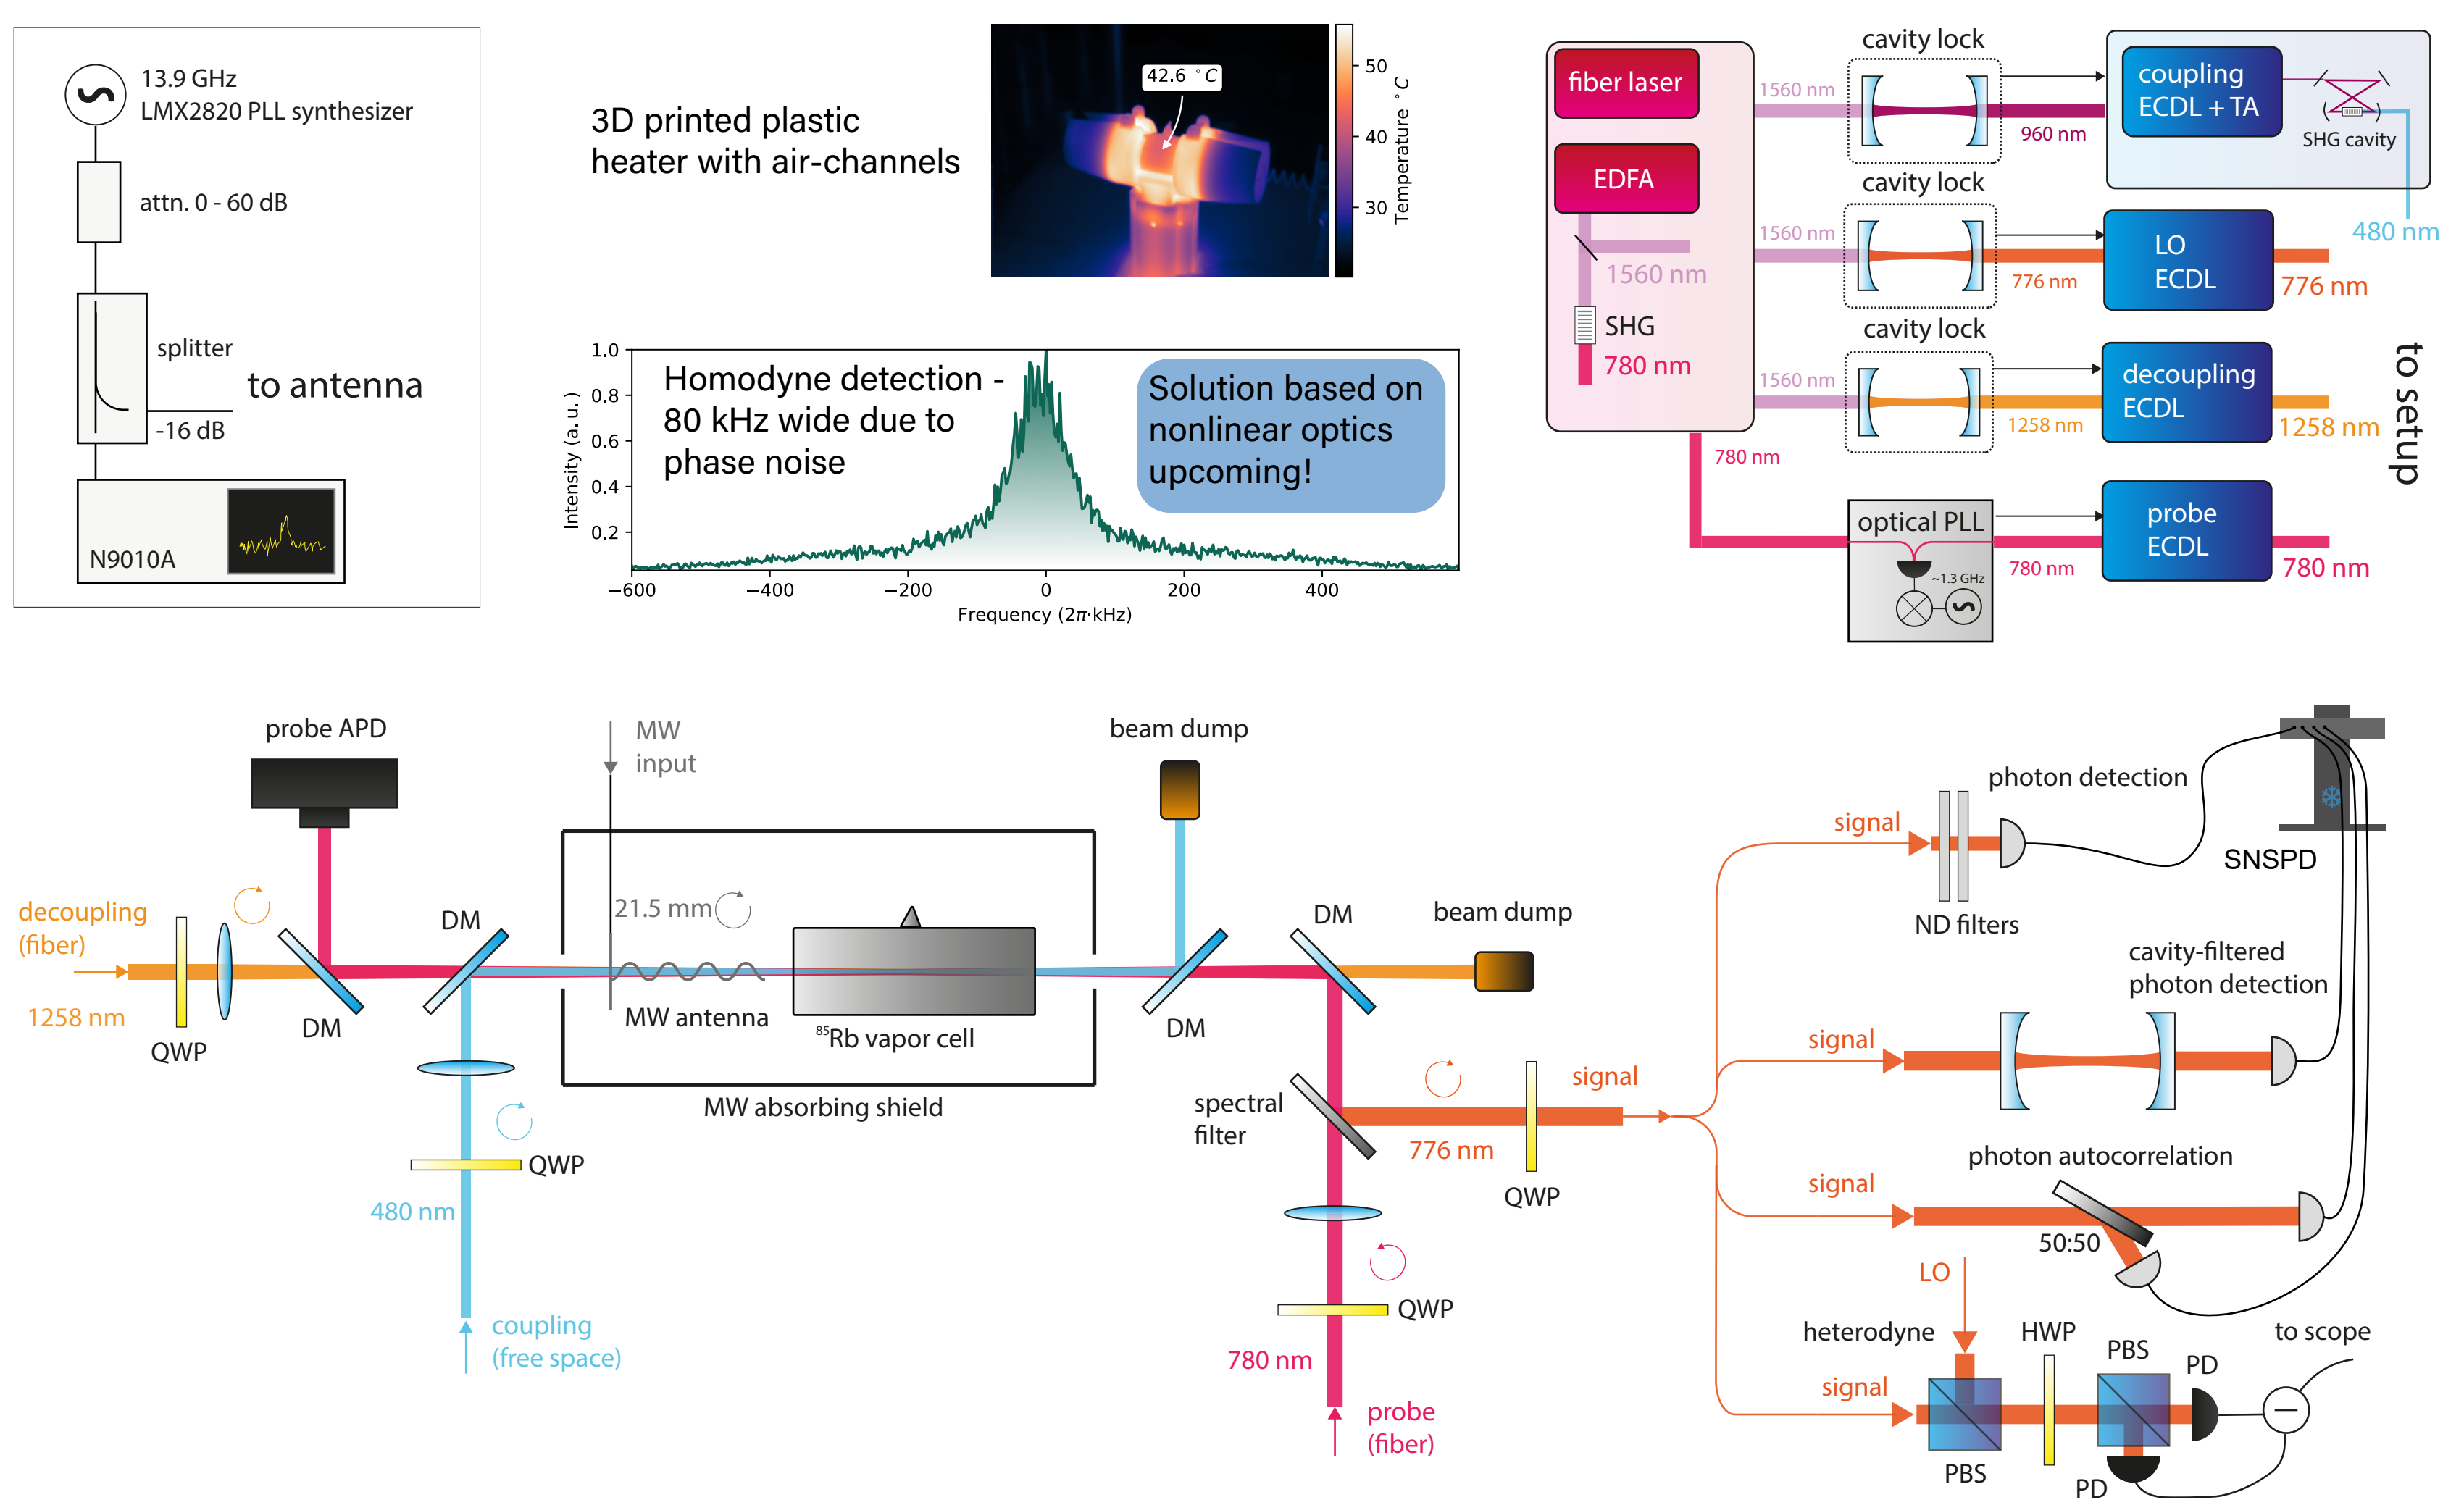 13.9 GHz
LMX2820 PLL synthesizer
attn. 0 - 60 dB
splitter
to antenna
-16 dB
N9010A
3D printed plastic
heater with air-channels
42.6 °C
50
40
30
Temperature °C
Homodyne detection -
80 kHz wide due to
phase noise
Solution based on
nonlinear optics
upcoming!
1.0
0.8
0.6
0.4
0.2
Intensity (a. u.)
−600
−400
−200
0
200
400
Frequency (2π·kHz)
fiber laser
EDFA
1560 nm
SHG
780 nm
cavity lock
1560 nm
960 nm
coupling
ECDL + TA
SHG cavity
480 nm
cavity lock
1560 nm
776 nm
LO
ECDL
776 nm
cavity lock
1560 nm
1258 nm
decoupling
ECDL
1258 nm
780 nm
optical PLL
~1.3 GHz
780 nm
probe
ECDL
780 nm
to setup
probe APD
decoupling
(fiber)
1258 nm
QWP
DM
DM
MW
input
21.5 mm
MW antenna
85Rb vapor cell
MW absorbing shield
QWP
480 nm
coupling
(free space)
beam dump
DM
DM
beam dump
spectral
filter
776 nm
QWP
signal
QWP
780 nm
probe
(fiber)
signal
photon detection
ND filters
SNSPD
cavity-filtered
photon detection
signal
photon autocorrelation
signal
50:50
LO
heterodyne
HWP
PBS
PD
to scope
signal
PBS
PD